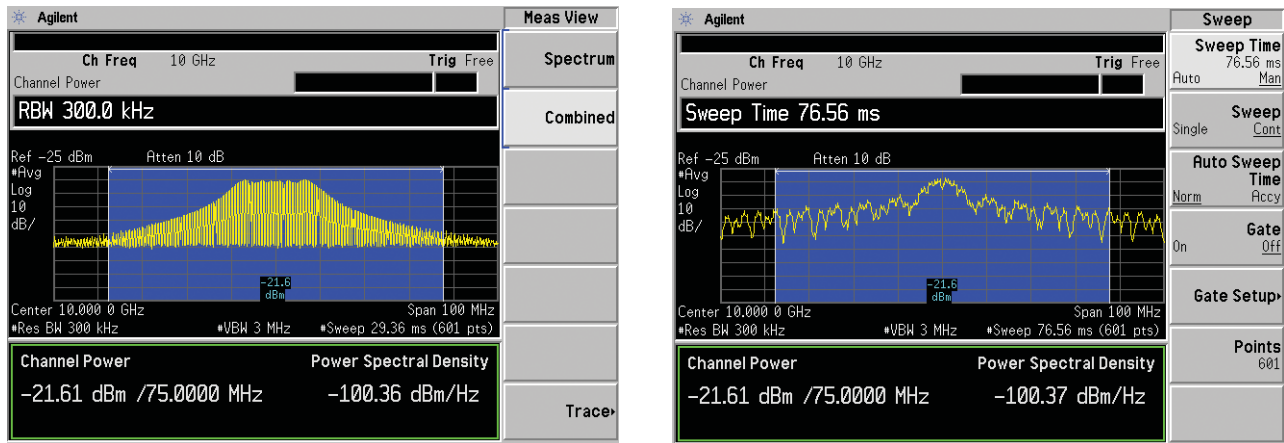 Agilent
Meas View
Ch Freq 10 GHz Trig Free
Channel Power
RBW 300.0 kHz
Ref -25 dBm Atten 10 dB
#Avg
Log
10
dB/
-21.6
dBm
Center 10.000 0 GHz Span 100 MHz
#Res BW 300 kHz #VBW 3 MHz #Sweep 29.36 ms (601 pts)
Channel Power Power Spectral Density
-21.61 dBm /75.0000 MHz -100.36 dBm/Hz
Spectrum
Combined
Trace▸
Agilent
Sweep
Ch Freq 10 GHz Trig Free
Channel Power
Sweep Time 76.56 ms
Ref -25 dBm Atten 10 dB
#Avg
Log
10
dB/
-21.6
dBm
Center 10.000 0 GHz Span 100 MHz
#Res BW 300 kHz #VBW 3 MHz #Sweep 76.56 ms (601 pts)
Channel Power Power Spectral Density
-21.61 dBm /75.0000 MHz -100.37 dBm/Hz
Sweep Time
76.56 ms
Auto Man
Sweep
Single Cont
Auto Sweep
Time
Norm Accy
Gate
On Off
Gate Setup▸
Points
601